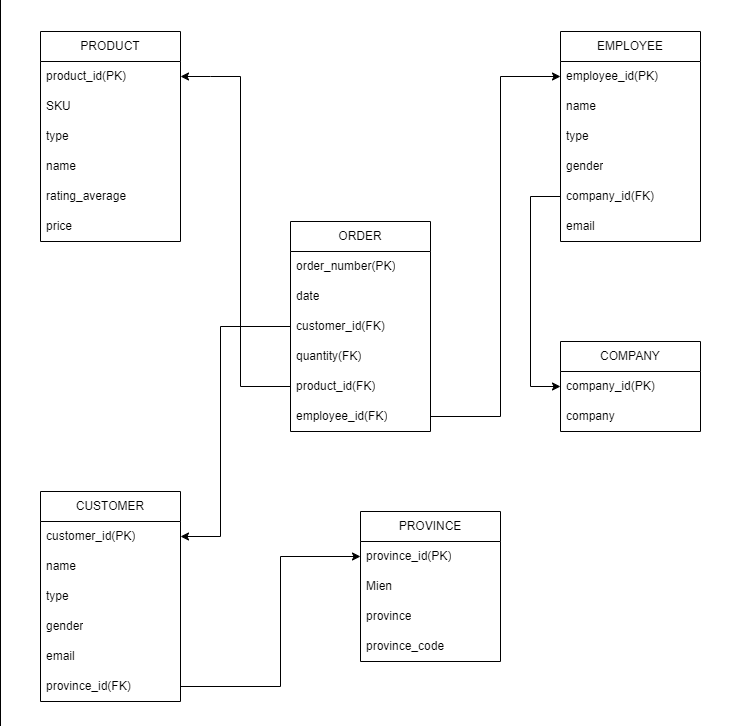 PRODUCT
product_id(PK)
SKU
type
name
rating_average
price
EMPLOYEE
employee_id(PK)
name
type
gender
company_id(FK)
email
ORDER
order_number(PK)
date
customer_id(FK)
quantity(FK)
product_id(FK)
employee_id(FK)
COMPANY
company_id(PK)
company
CUSTOMER
customer_id(PK)
name
type
gender
email
province_id(FK)
PROVINCE
province_id(PK)
Mien
province
province_code